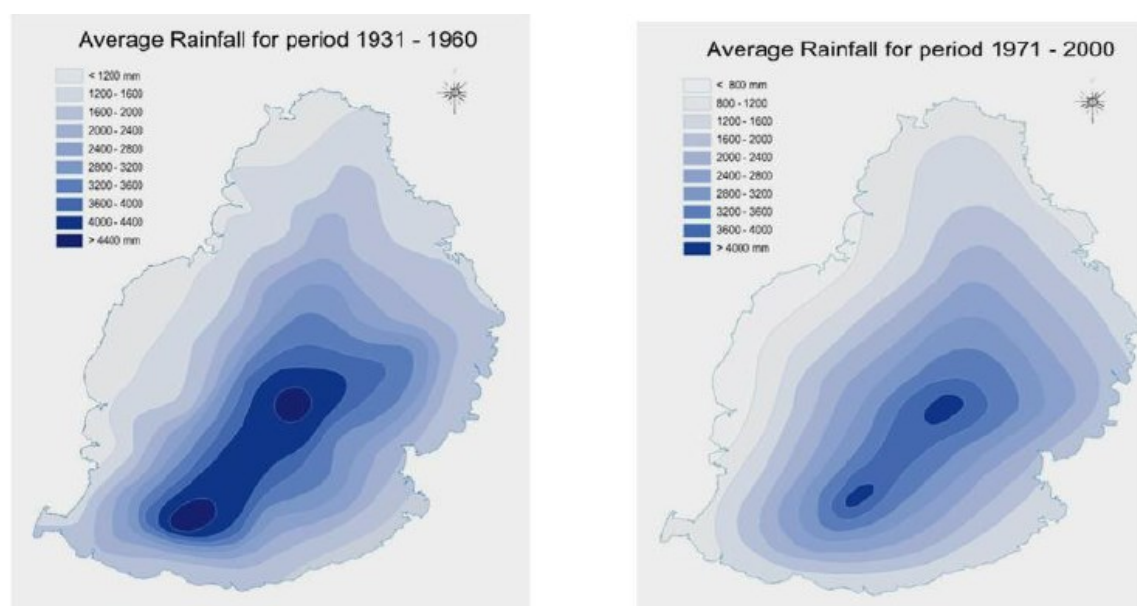 Average Rainfall for period 1931 - 1960
< 1200 mm
1200 - 1600
1600 - 2000
2000 - 2400
2400 - 2800
2800 - 3200
3200 - 3600
3600 - 4000
4000 - 4400
> 4400 mm
Average Rainfall for period 1971 - 2000
< 800 mm
800 - 1200
1200 - 1600
1600 - 2000
2000 - 2400
2400 - 2800
2800 - 3200
3200 - 3600
3600 - 4000
> 4000 mm